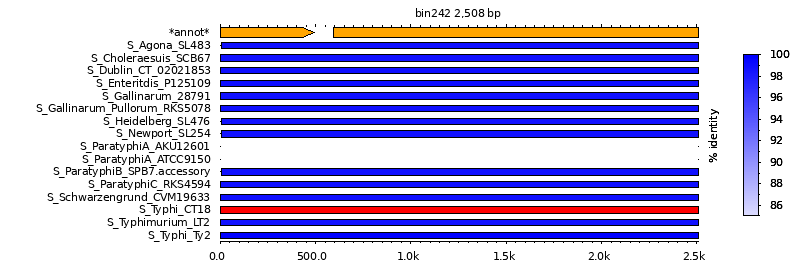 bin242 2,508 bp
*annot*
S_Agona_SL483
S_Choleraesuis_SCB67
S_Dublin_CT_02021853
S_Enteritdis_P125109
S_Gallinarum_28791
S_Gallinarum_Pullorum_RKS5078
S_Heidelberg_SL476
S_Newport_SL254
S_ParatyphiA_AKU12601
S_ParatyphiA_ATCC9150
S_ParatyphiB_SPB7.accessory
S_ParatyphiC_RKS4594
S_Schwarzengrund_CVM19633
S_Typhi_CT18
S_Typhimurium_LT2
S_Typhi_Ty2
0.0 500.0 1.0k 1.5k 2.0k 2.5k
% identity
100
98
96
94
92
90
88
86